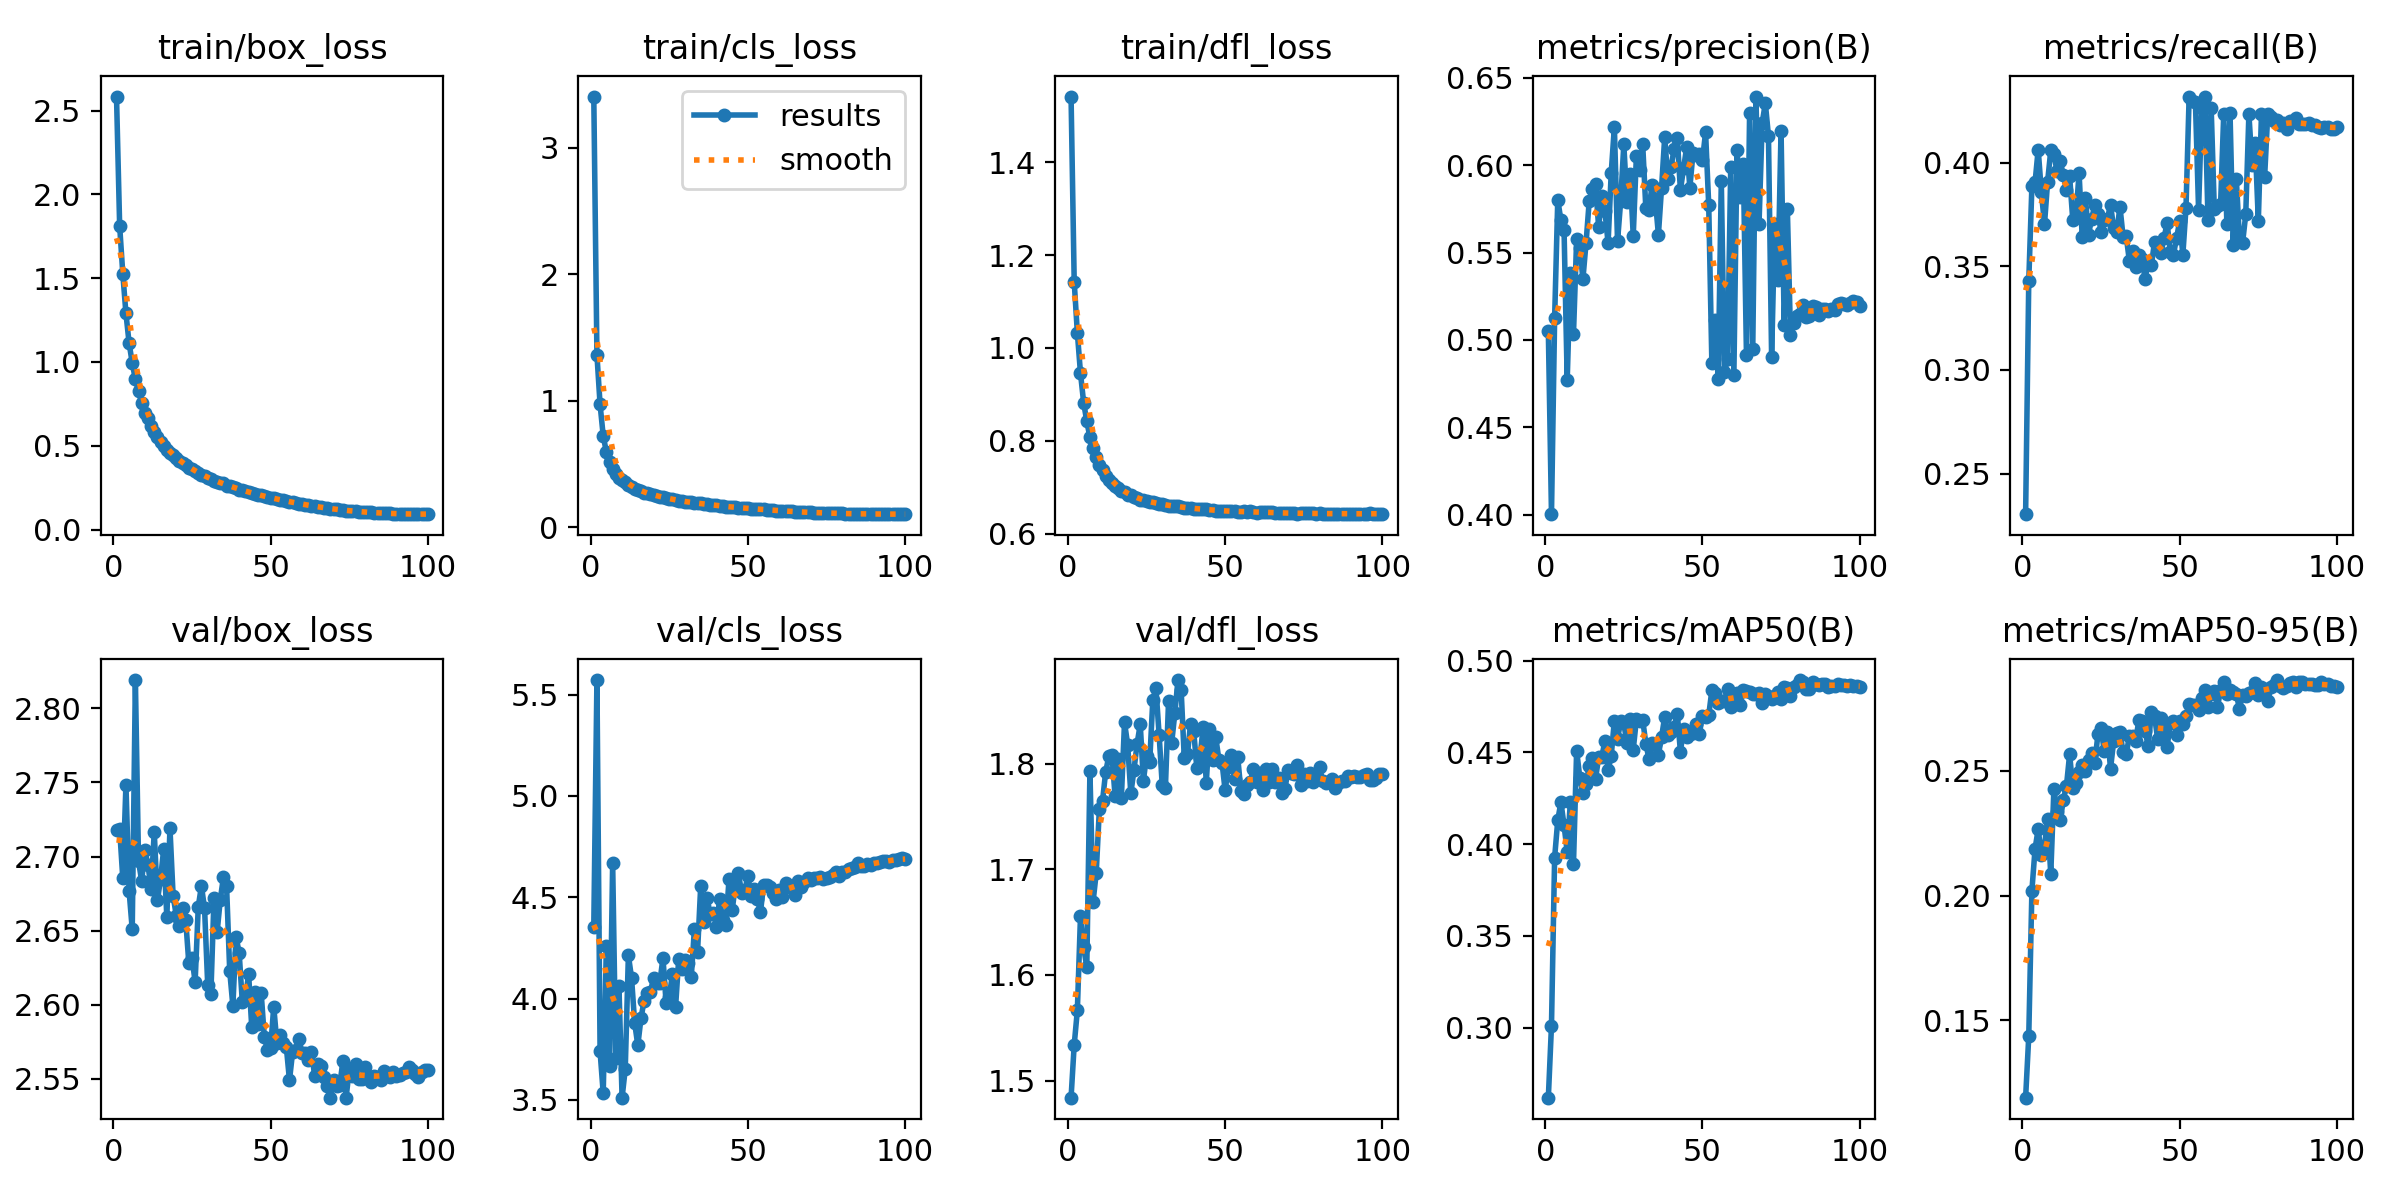 train/box_loss
2.5
2.0
1.5
1.0
0.5
0.0
0 50 100
train/cls_loss
results
smooth
3
2
1
0
0 50 100
train/dfl_loss
1.4
1.2
1.0
0.8
0.6
0 50 100
metrics/precision(B)
0.65
0.60
0.55
0.50
0.45
0.40
0 50 100
metrics/recall(B)
0.40
0.35
0.30
0.25
0 50 100
val/box_loss
2.80
2.75
2.70
2.65
2.60
2.55
0 50 100
val/cls_loss
5.5
5.0
4.5
4.0
3.5
0 50 100
val/dfl_loss
1.8
1.7
1.6
1.5
0 50 100
metrics/mAP50(B)
0.50
0.45
0.40
0.35
0.30
0 50 100
metrics/mAP50-95(B)
0.25
0.20
0.15
0 50 100